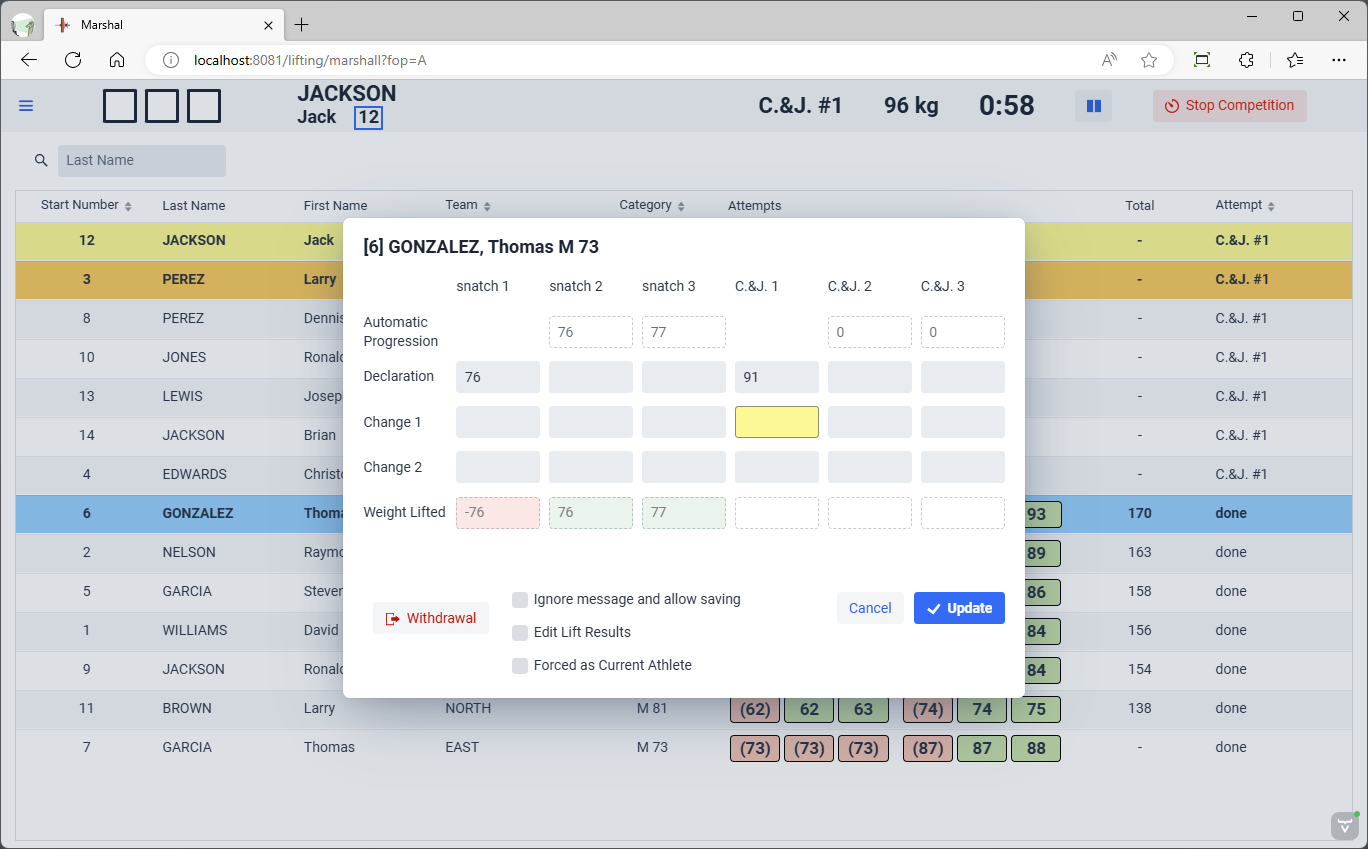 Marshal
localhost:8081/lifting/marshall?fop=A
JACKSON
Jack 12
C.&J. #1 96 kg 0:58 Stop Competition
Last Name
Start Number Last Name First Name Team Category Attempts Total Attempt
12 JACKSON Jack - C.&J. #1
3 PEREZ Larry - C.&J. #1
8 PEREZ Dennis - C.&J. #1
10 JONES Ronald - C.&J. #1
13 LEWIS Josep - C.&J. #1
14 JACKSON Brian - C.&J. #1
4 EDWARDS Christo - C.&J. #1
6 GONZALEZ Thoma 93 170 done
2 NELSON Raymo 89 163 done
5 GARCIA Steven 86 158 done
1 WILLIAMS David 84 156 done
9 JACKSON Ronald 84 154 done
11 BROWN Larry NORTH M 81 (62) 62 63 (74) 74 75 138 done
7 GARCIA Thomas EAST M 73 (73) (73) (73) (87) 87 88 - done
[6] GONZALEZ, Thomas M 73
snatch 1 snatch 2 snatch 3 C.&J. 1 C.&J. 2 C.&J. 3
Automatic
Progression 76 77 0 0
Declaration 76 91
Change 1
Change 2
Weight Lifted -76 76 77
Withdrawal
Ignore message and allow saving
Edit Lift Results
Forced as Current Athlete
Cancel Update